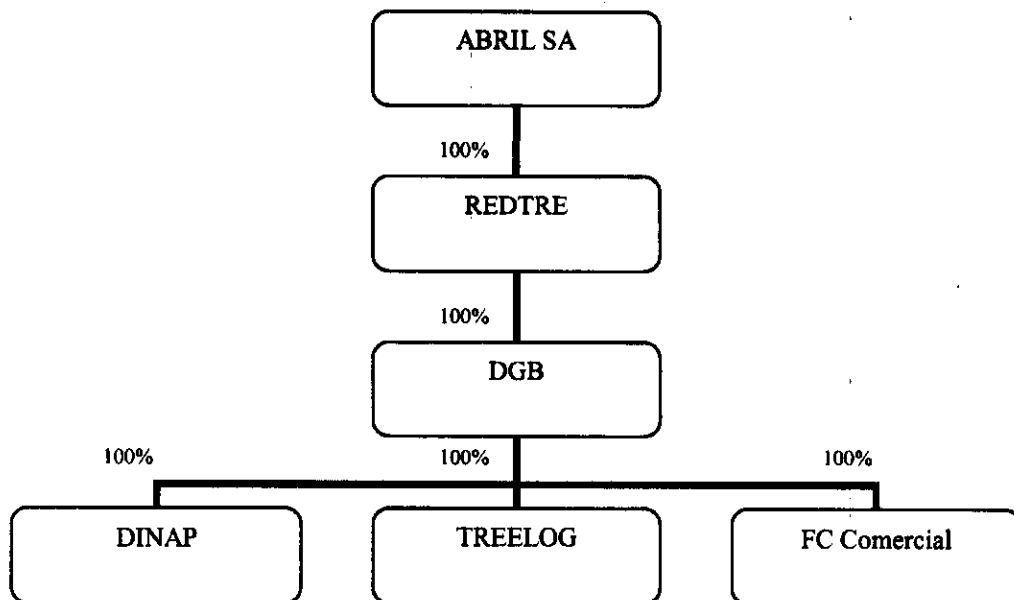 ABRIL SA
100%
REDTRE
100%
DGB
100%
100%
100%
DINAP
TREELOG
FC Comercial